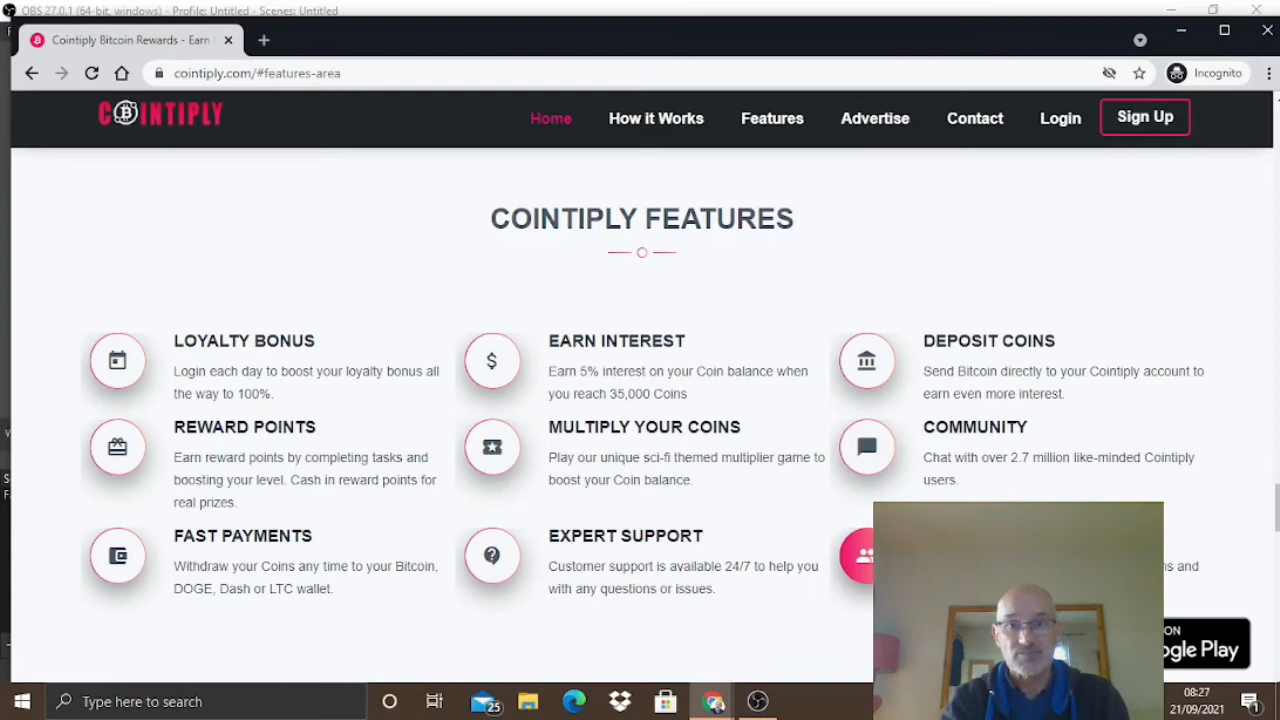 OBS 27.0.1 (64-bit, windows) - Profile: Untitled - Scenes: Untitled
Cointiply Bitcoin Rewards - Earn
cointiply.com/#features-area
Incognito
COINTIPLY
Home
How it Works
Features
Advertise
Contact
Login
Sign Up
COINTIPLY FEATURES
LOYALTY BONUS
Login each day to boost your loyalty bonus all
the way to 100%.
EARN INTEREST
Earn 5% interest on your Coin balance when
you reach 35,000 Coins
DEPOSIT COINS
Send Bitcoin directly to your Cointiply account to
earn even more interest.
REWARD POINTS
Earn reward points by completing tasks and
boosting your level. Cash in reward points for
real prizes.
MULTIPLY YOUR COINS
Play our unique sci-fi themed multiplier game to
boost your Coin balance.
COMMUNITY
Chat with over 2.7 million like-minded Cointiply
users.
FAST PAYMENTS
Withdraw your Coins any time to your Bitcoin,
DOGE, Dash or LTC wallet.
EXPERT SUPPORT
Customer support is available 24/7 to help you
with any questions or issues.
and
ON
ogle Play
Type here to search
25
08:27
21/09/2021
1